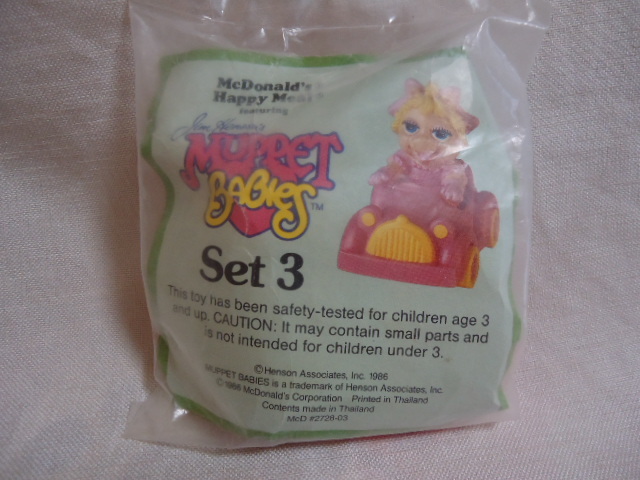 McDonald's®
Happy Meal®
featuring
Jim Henson's
MUPPET
BABIES™
Set 3
This toy has been safety-tested for children age 3
and up. CAUTION: It may contain small parts and
is not intended for children under 3.
©Henson Associates, Inc. 1986
MUPPET BABIES is a trademark of Henson Associates, Inc.
©1986 McDonald's Corporation Printed in Thailand
Contents made in Thailand
McD #2728-03